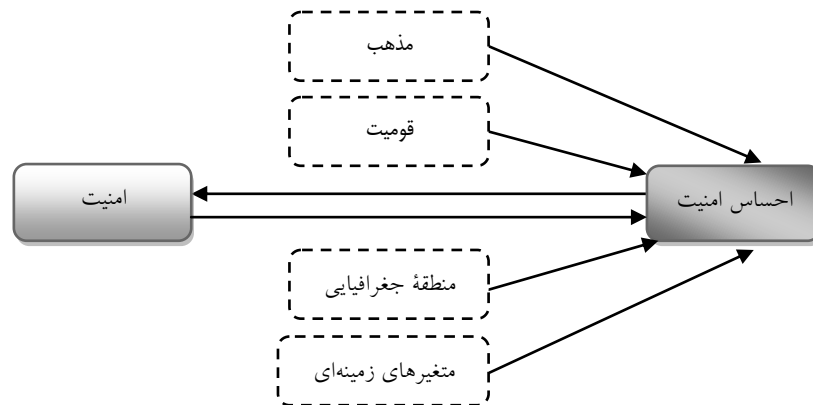 مذهب
قومیت
احساس امنیت
امنیت
منطقهٔ جغرافیایی
متغیرهای زمینه‌ای